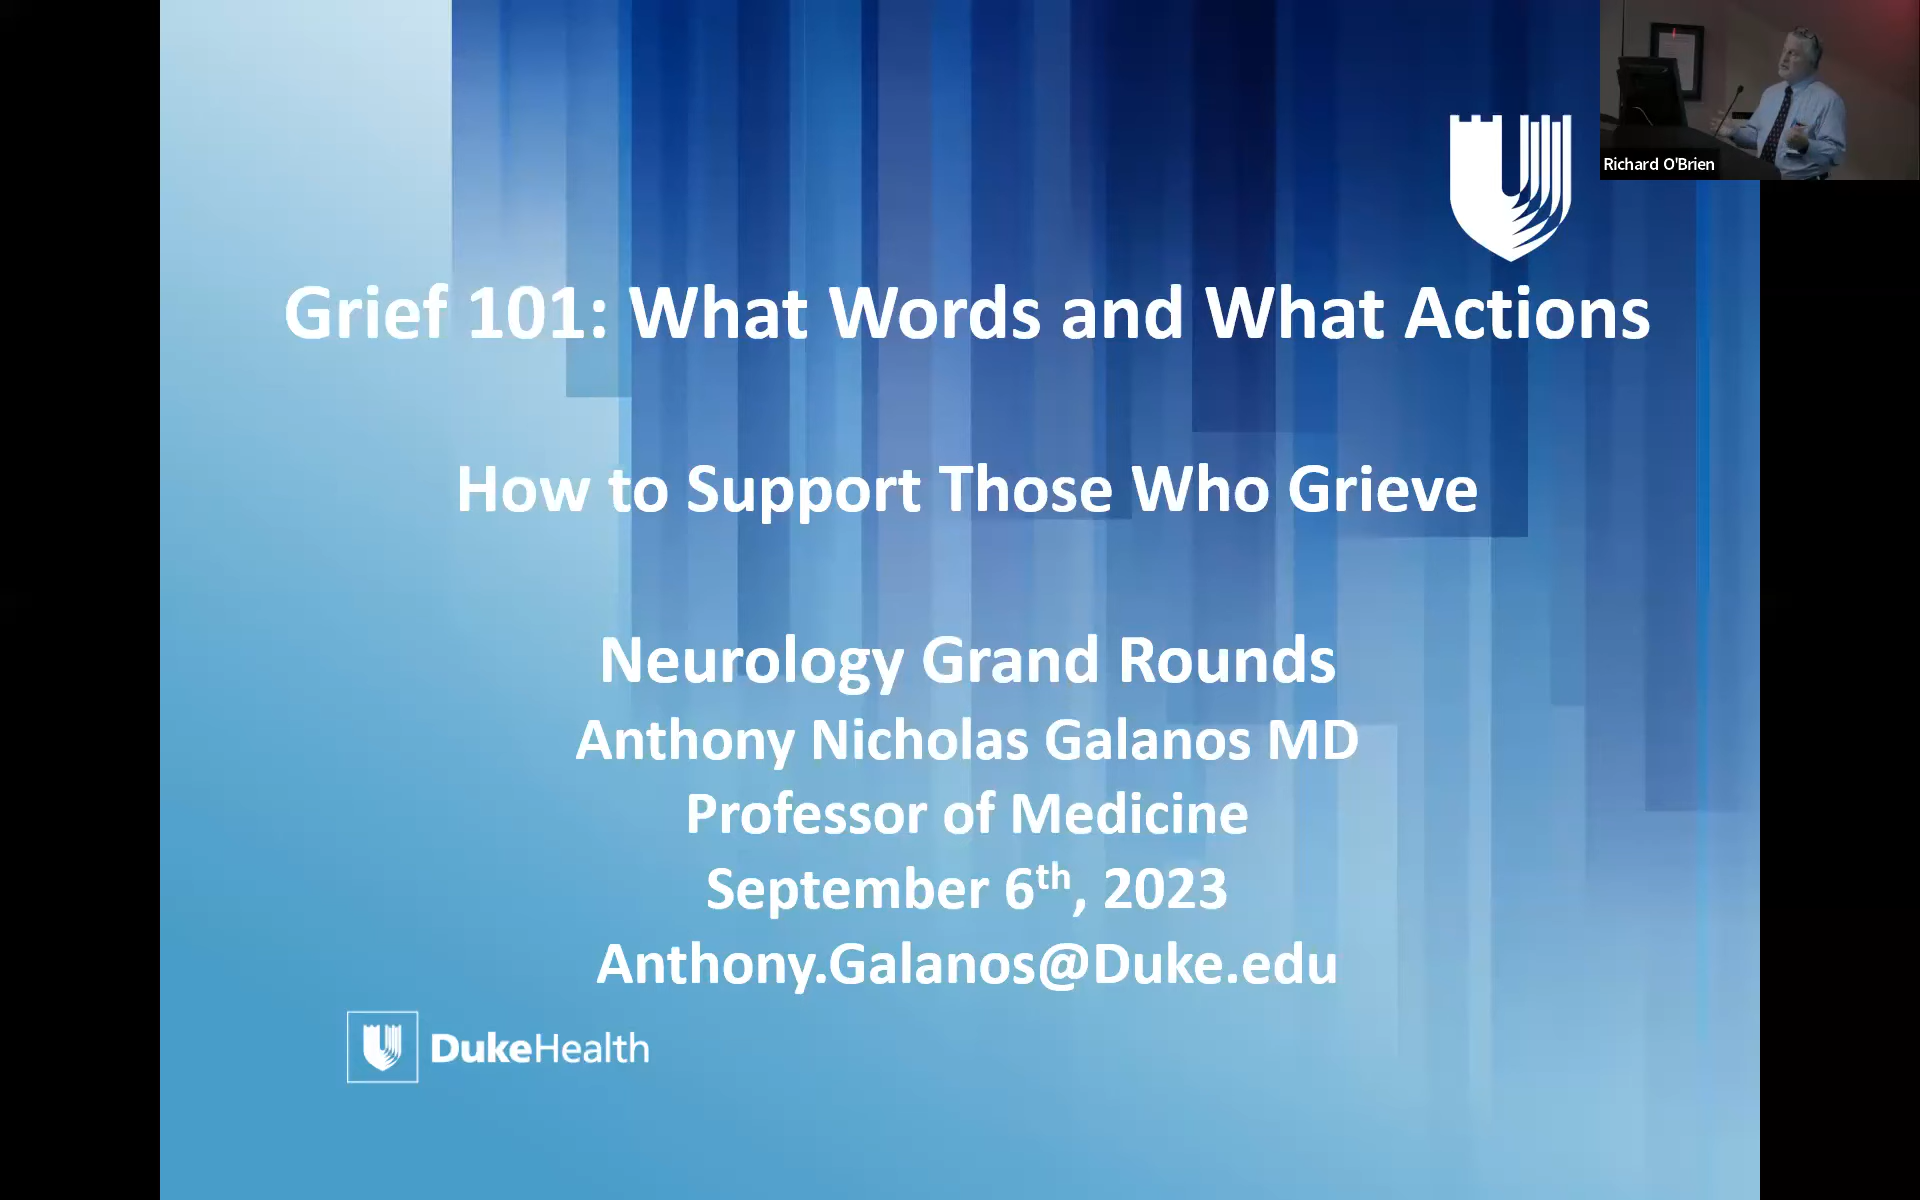 Richard O'Brien
Grief 101: What Words and What Actions
How to Support Those Who Grieve
Neurology Grand Rounds
Anthony Nicholas Galanos MD
Professor of Medicine
September 6th, 2023
Anthony.Galanos@Duke.edu
DukeHealth